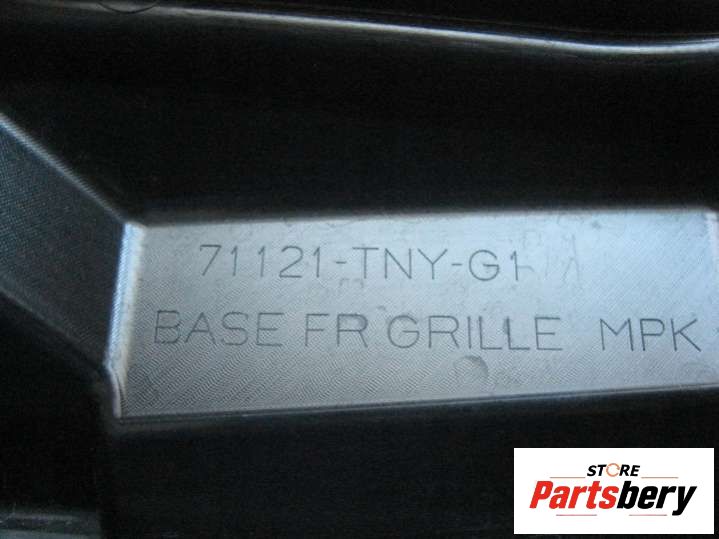 71121-TNY-G1
BASE FR GRILLE MPK
STORE
Partsbery